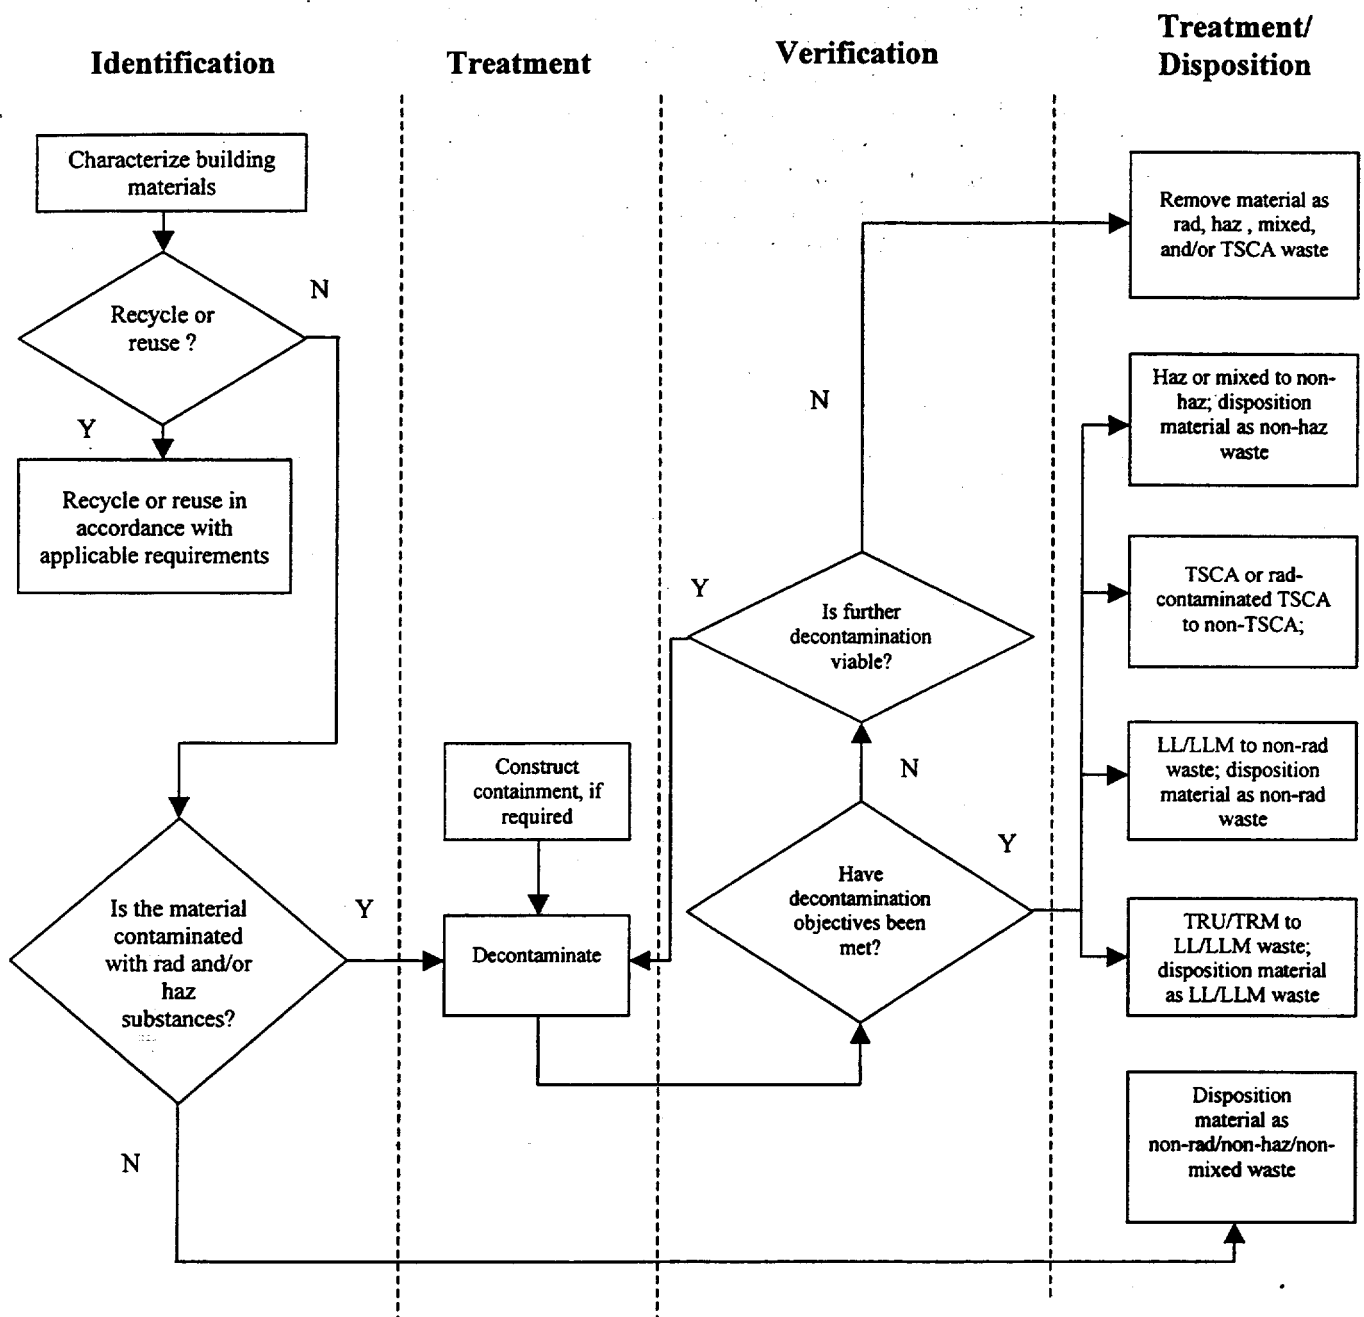 Identification
Treatment
Verification
Treatment/
Disposition
Characterize building
materials
Recycle or
reuse ?
N
Y
Recycle or reuse in
accordance with
applicable requirements
Is the material
contaminated
with rad and/or
haz
substances?
Y
N
Construct
containment, if
required
Decontaminate
N
Y
Is further
decontamination
viable?
N
Y
Have
decontamination
objectives been
met?
Remove material as
rad, haz , mixed,
and/or TSCA waste
Haz or mixed to non-
haz; disposition
material as non-haz
waste
TSCA or rad-
contaminated TSCA
to non-TSCA;
LL/LLM to non-rad
waste; disposition
material as non-rad
waste
TRU/TRM to
LL/LLM waste;
disposition material
as LL/LLM waste
Disposition
material as
non-rad/non-haz/non-
mixed waste